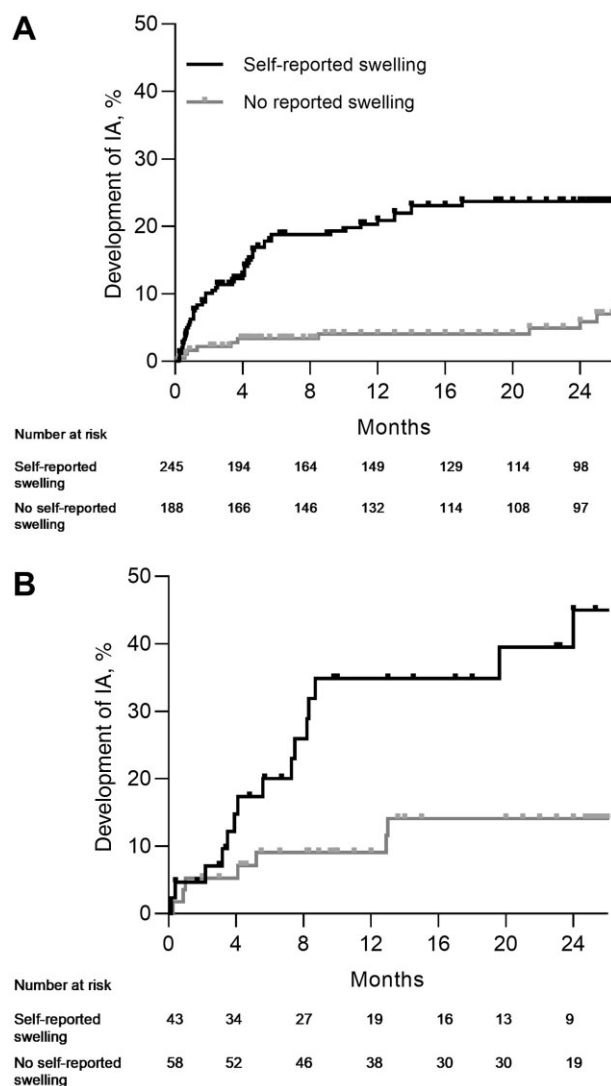 A
50
40
30
20
10
0
Development of IA, %
Self-reported swelling
No reported swelling
0 4 8 12 16 20 24
Months
Number at risk
Self-reported
swelling
245 194 164 149 129 114 98
No self-reported
swelling
188 166 146 132 114 108 97
B
50
40
30
20
10
0
Development of IA, %
0 4 8 12 16 20 24
Months
Number at risk
Self-reported
swelling
43 34 27 19 16 13 9
No self-reported
swelling
58 52 46 38 30 30 19